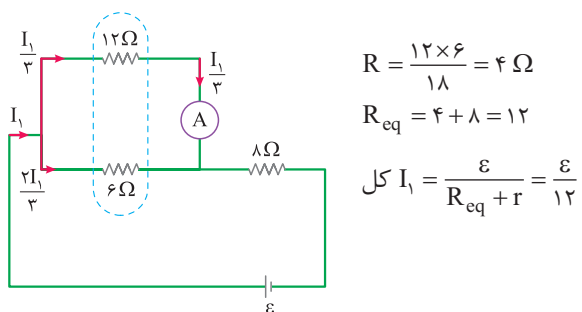 ۱۲Ω
I₁/۳
I₁/۳
A
I₁
۲I₁/۳
۶Ω
۸Ω
ε
R = (۱۲×۶)/۱۸ = ۴ Ω
R_eq = ۴ + ۸ = ۱۲
کل I₁ = ε/(R_eq + r) = ε/۱۲